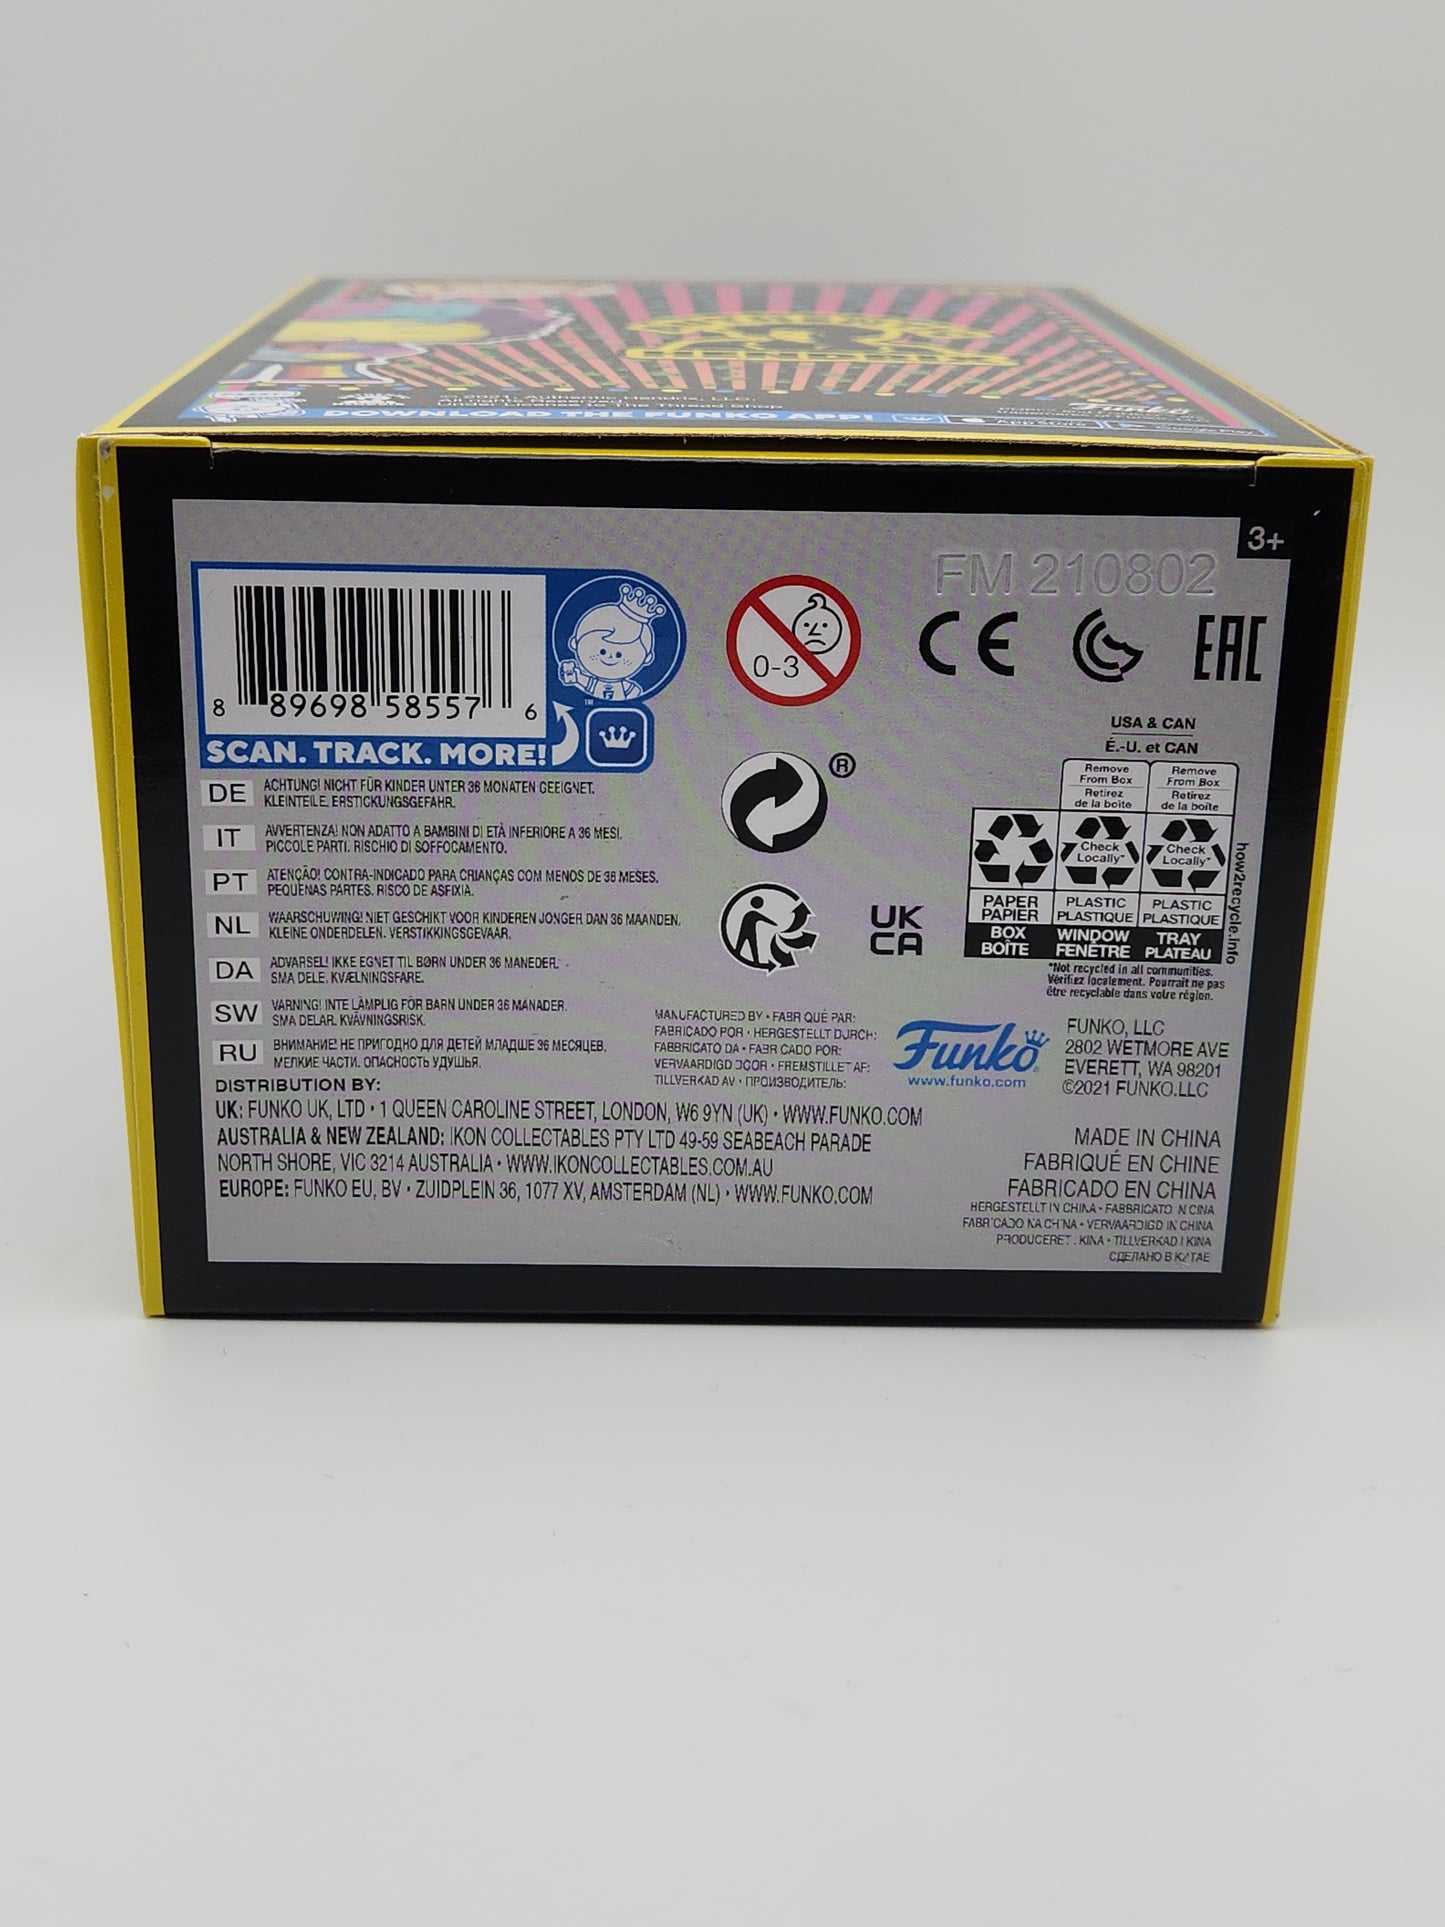 Authentic Hendrix, LLC.
DOWNLOAD THE FUNKO APP!
App Store
Funko
3+
FM 210802
8 89698 58557 6
™
SCAN. TRACK. MORE!
0-3
CE
EAC
DE ACHTUNG! NICHT FÜR KINDER UNTER 36 MONATEN GEEIGNET.
KLEINTEILE. ERSTICKUNGSGEFAHR.
IT AVVERTENZA! NON ADATTO A BAMBINI DI ETÀ INFERIORE A 36 MESI.
PICCOLE PARTI. RISCHIO DI SOFFOCAMENTO.
PT ATENÇÃO! CONTRA-INDICADO PARA CRIANÇAS COM MENOS DE 36 MESES.
PEQUENAS PARTES. RISCO DE ASFIXIA.
NL WAARSCHUWING! NIET GESCHIKT VOOR KINDEREN JONGER DAN 36 MAANDEN.
KLEINE ONDERDELEN. VERSTIKKINGSGEVAAR.
DA ADVARSEL! IKKE EGNET TIL BØRN UNDER 36 MÅNEDER.
SMÅ DELE. KVÆLNINGSFARE.
SW VARNING! INTE LÄMPLIG FÖR BARN UNDER 36 MÅNADER.
SMÅ DELAR. KVÄVNINGSRISK.
RU ВНИМАНИЕ! НЕ ПРИГОДНО ДЛЯ ДЕТЕЙ МЛАДШЕ 36 МЕСЯЦЕВ.
МЕЛКИЕ ЧАСТИ. ОПАСНОСТЬ УДУШЬЯ.
®
UK
CA
USA & CAN
É.-U. et CAN
Remove
From Box
Retirez
de la boîte
Remove
From Box
Retirez
de la boîte
Check
Locally*
Check
Locally*
PAPER
PAPIER
PLASTIC
PLASTIQUE
PLASTIC
PLASTIQUE
BOX
BOÎTE
WINDOW
FENÊTRE
TRAY
PLATEAU
how2recycle.info
*Not recycled in all communities.
Vérifiez localement. Pourrait ne pas
être recyclable dans votre région.
MANUFACTURED BY • FABRIQUÉ PAR:
FABRICADO POR • HERGESTELLT DURCH:
FABBRICATO DA • FABRICADO POR:
VERVAARDIGD DOOR • FREMSTILLET AF:
TILLVERKAD AV • ПРОИЗВОДИТЕЛЬ:
Funko
www.funko.com
FUNKO, LLC
2802 WETMORE AVE
EVERETT, WA 98201
©2021 FUNKO.LLC
DISTRIBUTION BY:
UK: FUNKO UK, LTD • 1 QUEEN CAROLINE STREET, LONDON, W6 9YN (UK) • WWW.FUNKO.COM
AUSTRALIA & NEW ZEALAND: IKON COLLECTABLES PTY LTD 49-59 SEABEACH PARADE
NORTH SHORE, VIC 3214 AUSTRALIA • WWW.IKONCOLLECTABLES.COM.AU
EUROPE: FUNKO EU, BV • ZUIDPLEIN 36, 1077 XV, AMSTERDAM (NL) • WWW.FUNKO.COM
MADE IN CHINA
FABRIQUÉ EN CHINE
FABRICADO EN CHINA
HERGESTELLT IN CHINA • FABBRICATO IN CINA
FABRICADO NA CHINA • VERVAARDIGD IN CHINA
PRODUCERET I KINA • TILLVERKAD I KINA
СДЕЛАНО В КИТАЕ